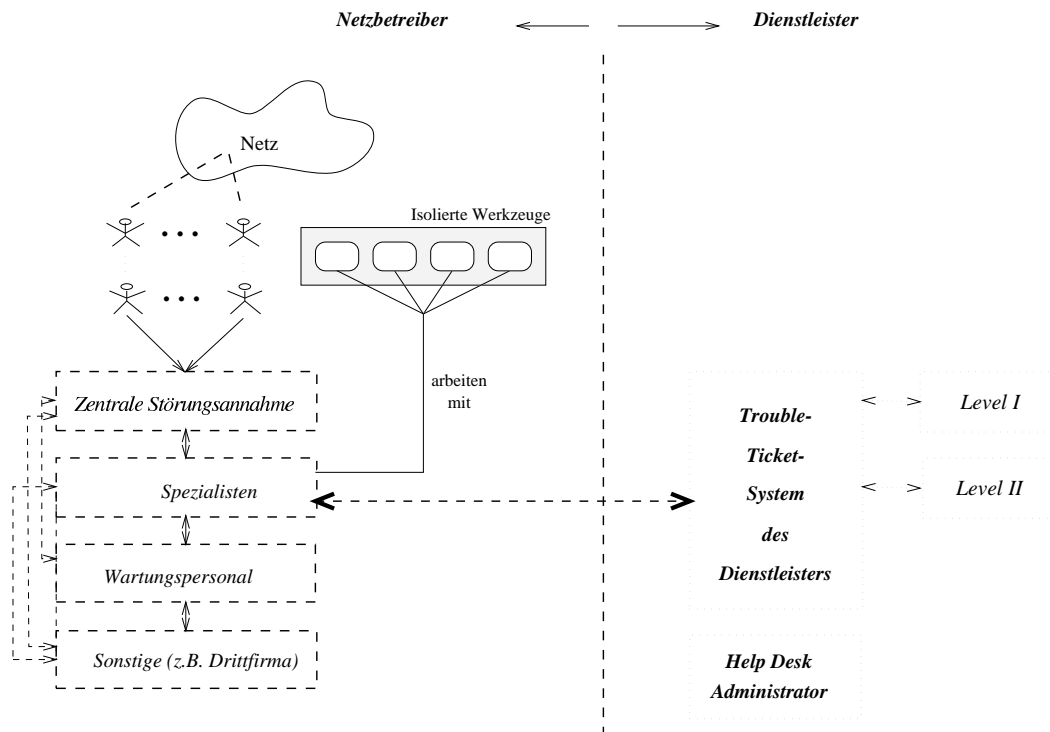 Netzbetreiber
Dienstleister
Netz
Isolierte Werkzeuge
arbeiten
mit
Zentrale Störungsannahme
Spezialisten
Wartungspersonal
Sonstige (z.B. Drittfirma)
Trouble-
Ticket-
System
des
Dienstleisters
Level I
Level II
Help Desk
Administrator